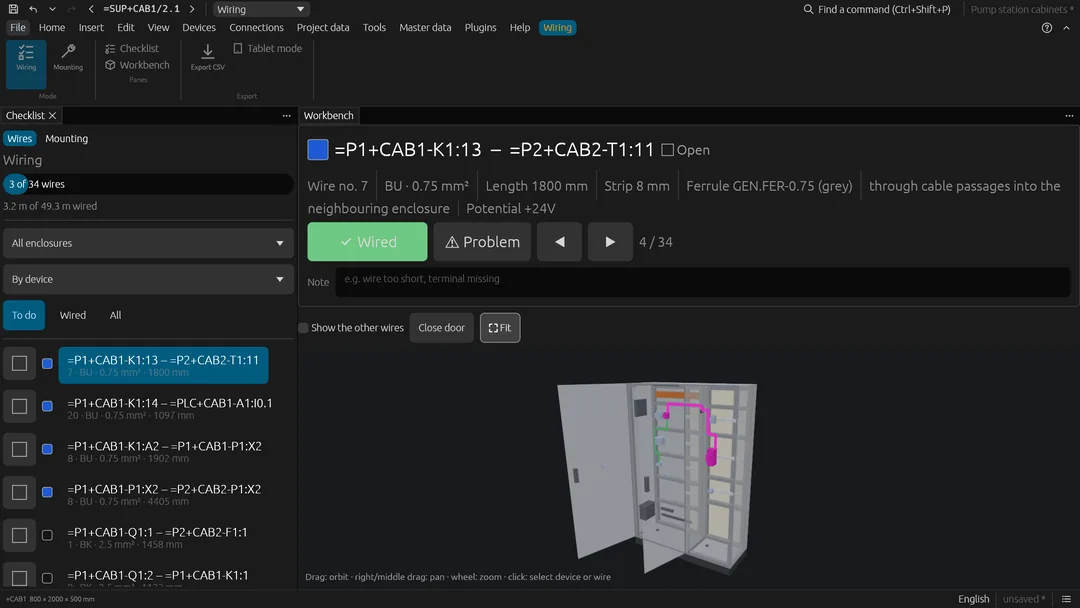 =SUP+CAB1/2.1
Wiring
Find a command (Ctrl+Shift+P)
Pump station cabinets *
File Home Insert Edit View Devices Connections Project data Tools Master data Plugins Help Wiring
Wiring
Mounting
Mode
Checklist
Workbench
Panes
Export CSV
Tablet mode
Export
Checklist
Wires Mounting
Wiring
3 of 34 wires
3.2 m of 49.3 m wired
All enclosures
By device
To do Wired All
=P1+CAB1-K1:13 – =P2+CAB2-T1:11
7 · BU · 0.75 mm² · 1800 mm
=P1+CAB1-K1:14 – =PLC+CAB1-A1:I0.1
20 · BU · 0.75 mm² · 1097 mm
=P1+CAB1-K1:A2 – =P1+CAB1-P1:X2
8 · BU · 0.75 mm² · 1902 mm
=P1+CAB1-P1:X2 – =P2+CAB2-P1:X2
8 · BU · 0.75 mm² · 4405 mm
=P1+CAB1-Q1:1 – =P2+CAB2-F1:1
1 · BK · 2.5 mm² · 1458 mm
=P1+CAB1-Q1:2 – =P1+CAB1-K1:1
Workbench
=P1+CAB1-K1:13 – =P2+CAB2-T1:11 Open
Wire no. 7 BU · 0.75 mm² Length 1800 mm Strip 8 mm Ferrule GEN.FER-0.75 (grey) through cable passages into the
neighbouring enclosure Potential +24V
Wired Problem 4 / 34
Note e.g. wire too short, terminal missing
Show the other wires Close door Fit
Drag: orbit · right/middle drag: pan · wheel: zoom · click: select device or wire
+CAB1 800 × 2000 × 500 mm
English unsaved *